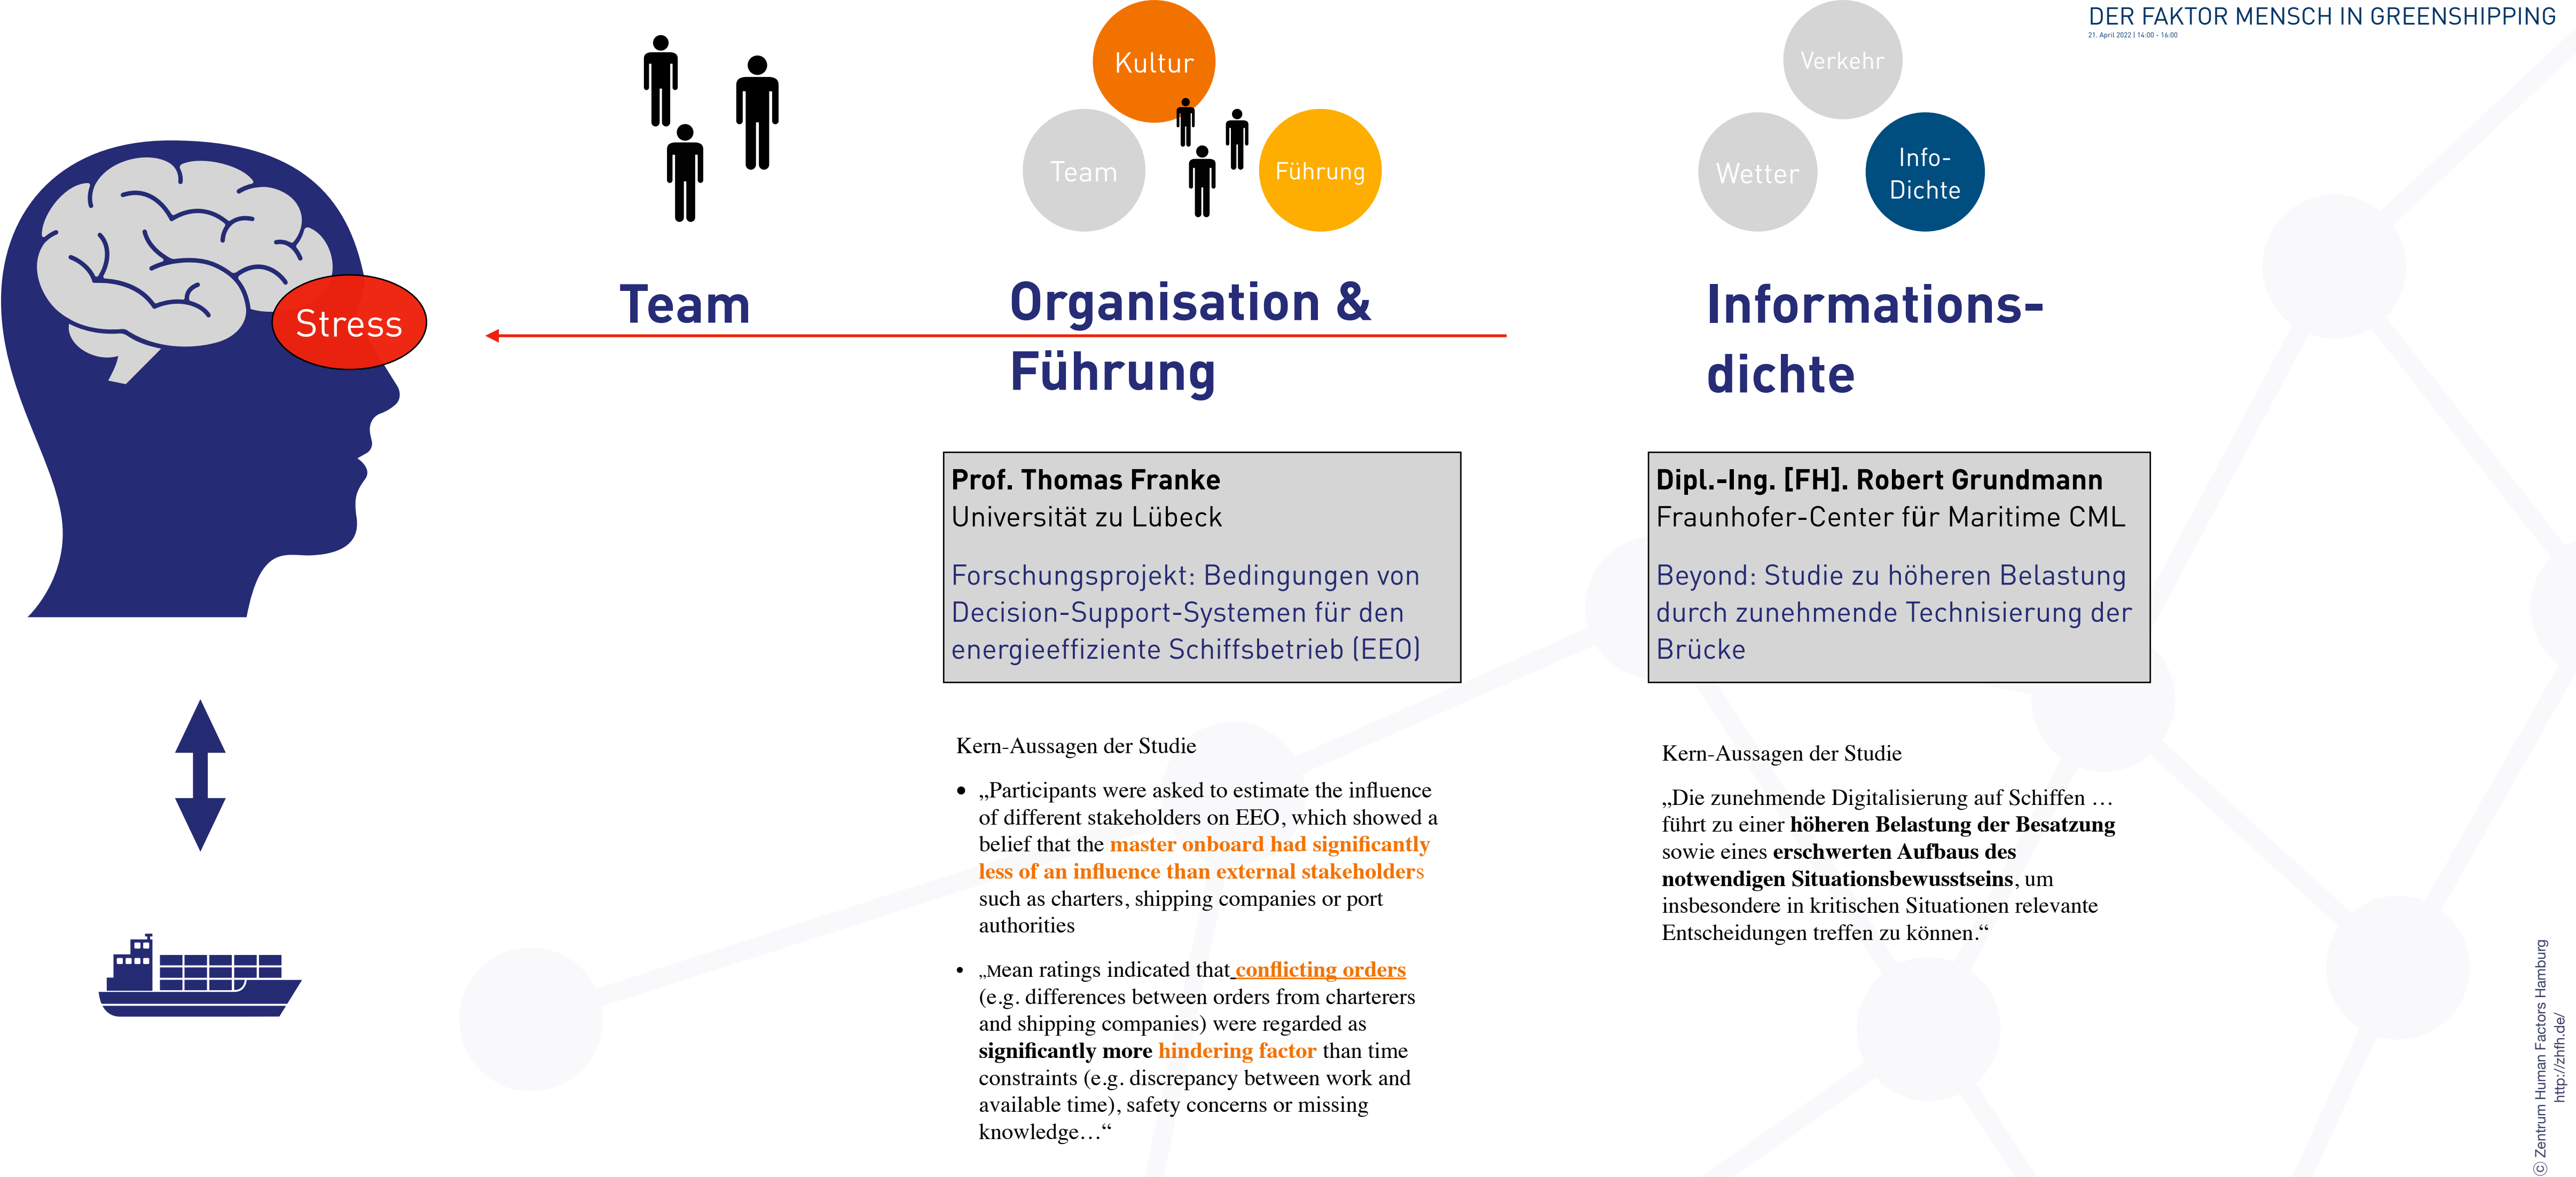 DER FAKTOR MENSCH IN GREENSHIPPING
21. April 2022 | 14:00 - 16:00
Stress
Team
Kultur
Team
Führung
Organisation &
Führung
Verkehr
Wetter
Info-
Dichte
Informations-
dichte
Prof. Thomas Franke
Universität zu Lübeck
Forschungsprojekt: Bedingungen von
Decision-Support-Systemen für den
energieeffiziente Schiffsbetrieb (EEO)
Kern-Aussagen der Studie
• „Participants were asked to estimate the influence
of different stakeholders on EEO, which showed a
belief that the master onboard had significantly
less of an influence than external stakeholders
such as charters, shipping companies or port
authorities
• „Mean ratings indicated that conflicting orders
(e.g. differences between orders from charterers
and shipping companies) were regarded as
significantly more hindering factor than time
constraints (e.g. discrepancy between work and
available time), safety concerns or missing
knowledge…“
Dipl.-Ing. [FH]. Robert Grundmann
Fraunhofer-Center für Maritime CML
Beyond: Studie zu höheren Belastung
durch zunehmende Technisierung der
Brücke
Kern-Aussagen der Studie
„Die zunehmende Digitalisierung auf Schiffen …
führt zu einer höheren Belastung der Besatzung
sowie eines erschwerten Aufbaus des
notwendigen Situationsbewusstseins, um
insbesondere in kritischen Situationen relevante
Entscheidungen treffen zu können.“
© Zentrum Human Factors Hamburg
http://zhfh.de/